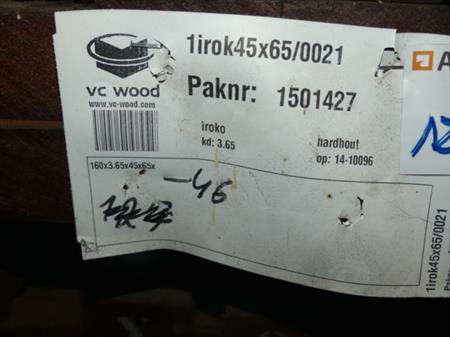 1irok45x65/0021
VC WOOD
www.vc-wood.com
Paknr: 1501427
iroko
hardhout
kd: 3.65
op: 14-10096
160x3.65x45x65x
-46
A
1irok45x65/0021